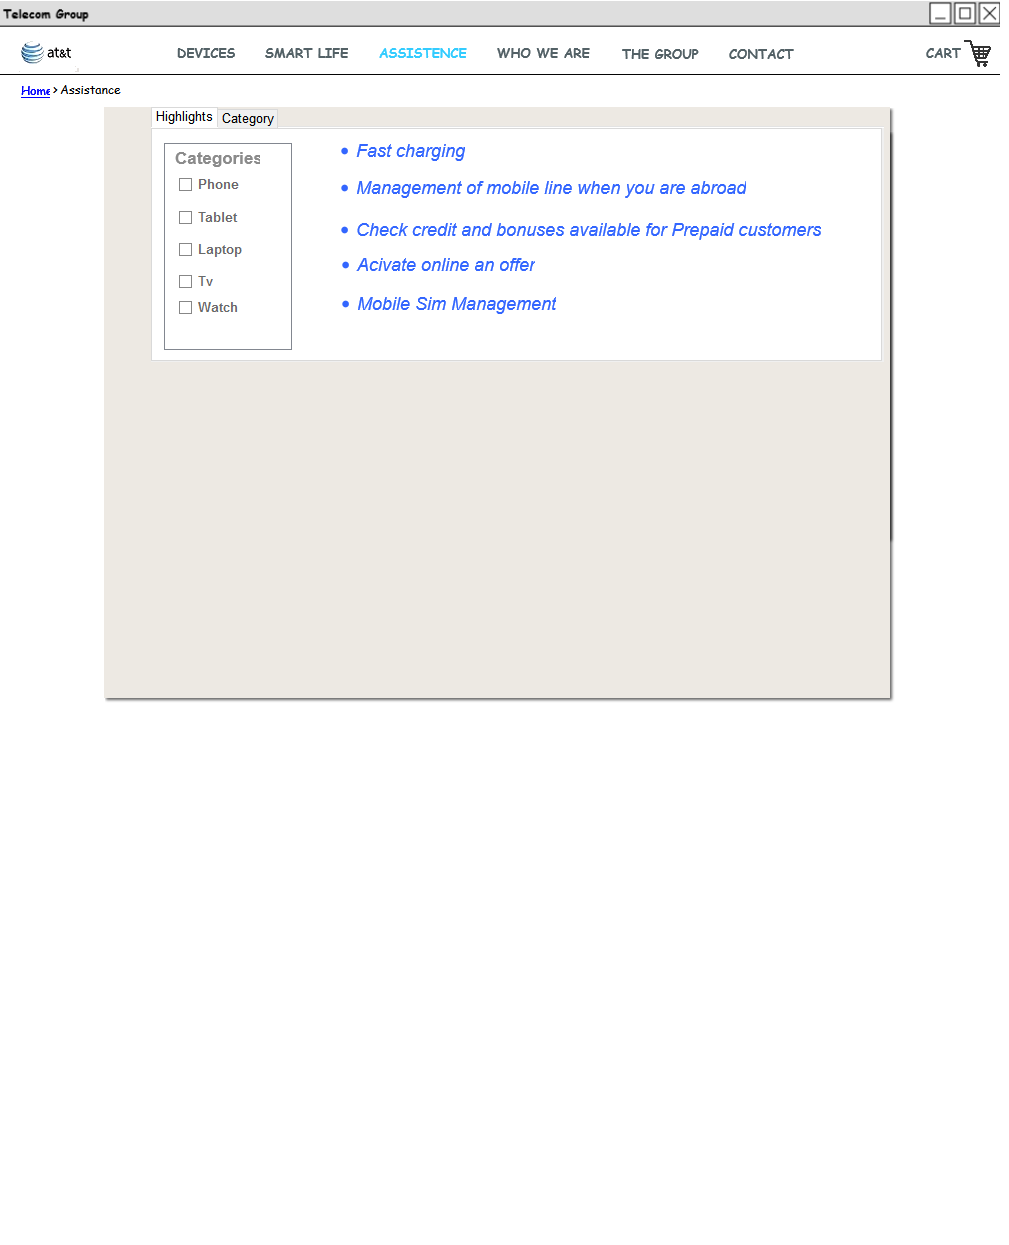 Telecom Group
at&t
DEVICES SMART LIFE ASSISTENCE WHO WE ARE THE GROUP CONTACT CART
Home > Assistance
Highlights Category
Categories
Phone
Tablet
Laptop
Tv
Watch
• Fast charging
• Management of mobile line when you are abroad
• Check credit and bonuses available for Prepaid customers
• Acivate online an offer
• Mobile Sim Management